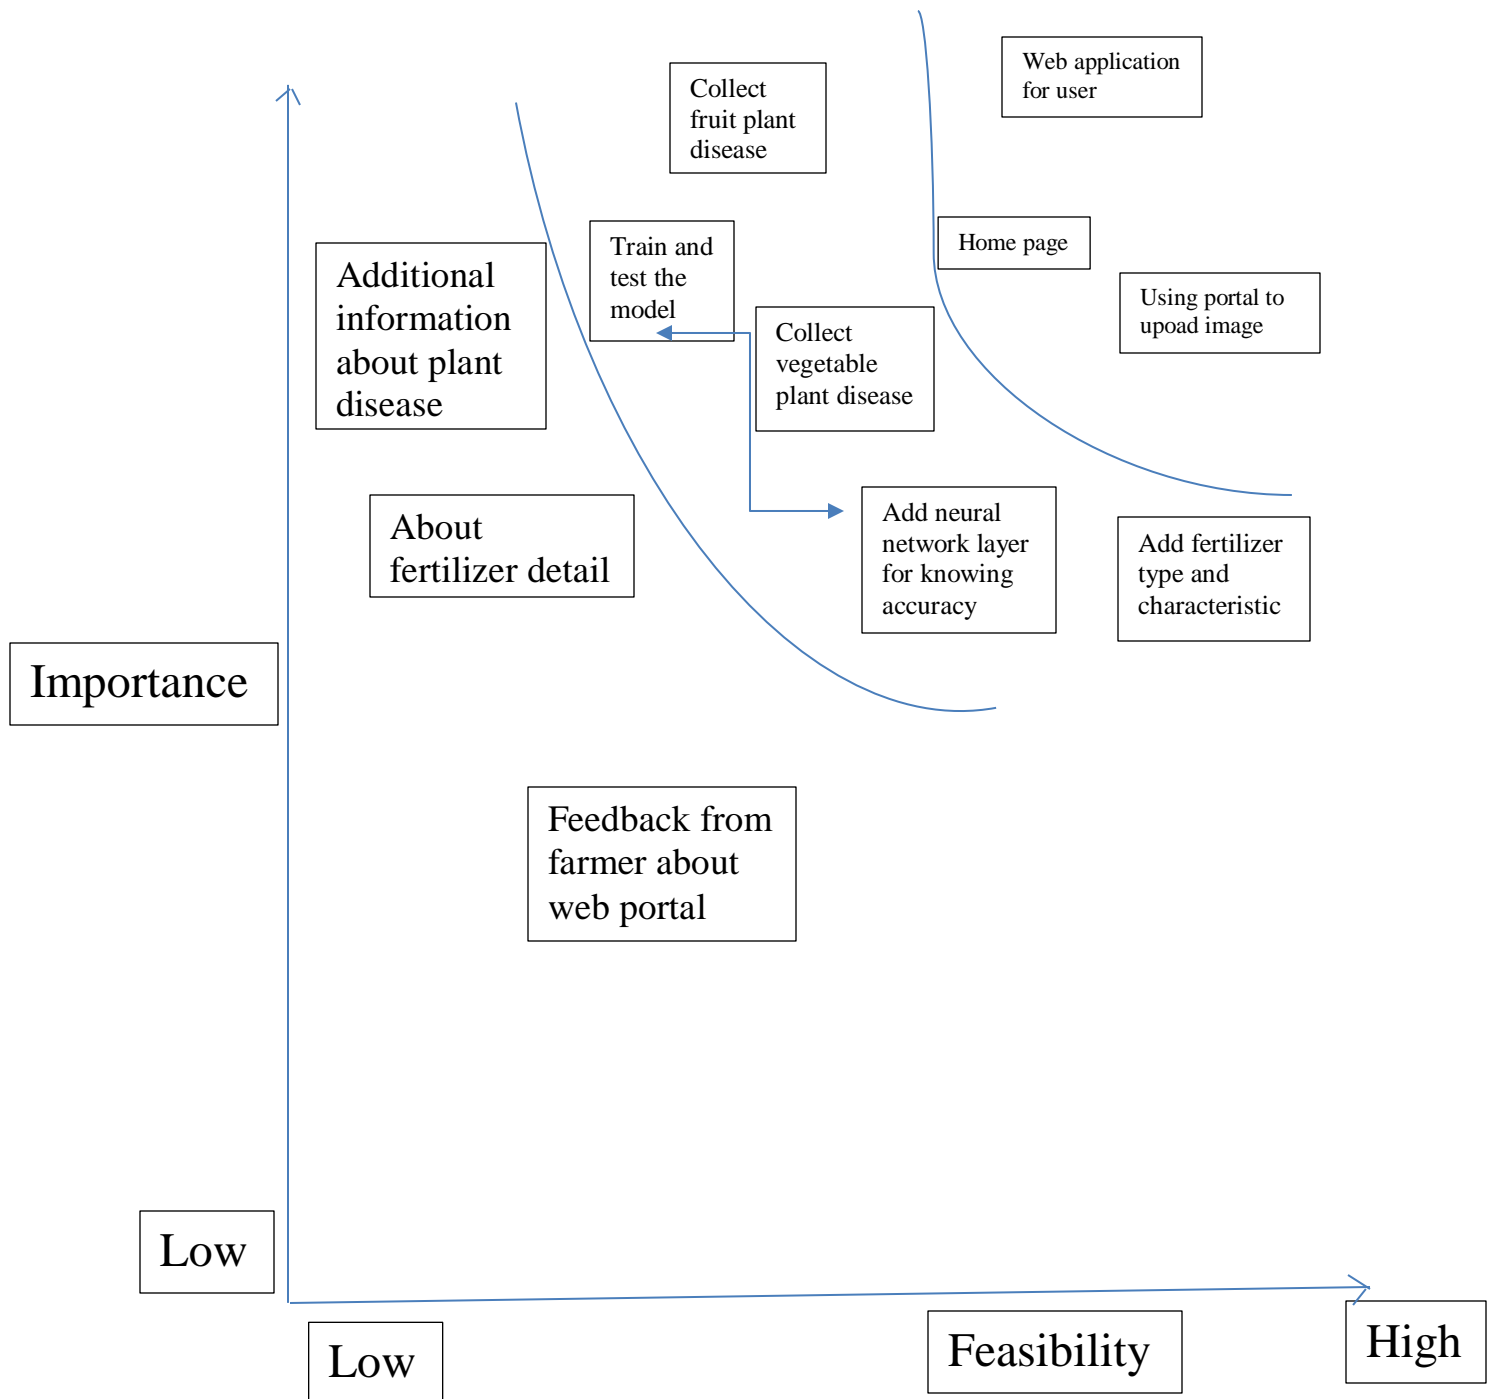 Web application
for user
Collect
fruit plant
disease
Train and
test the
model
Home page
Additional
information
about plant
disease
Using portal to
upoad image
Collect
vegetable
plant disease
About
fertilizer detail
Add neural
network layer
for knowing
accuracy
Add fertilizer
type and
characteristic
Importance
Feedback from
farmer about
web portal
Low
Low
Feasibility
High